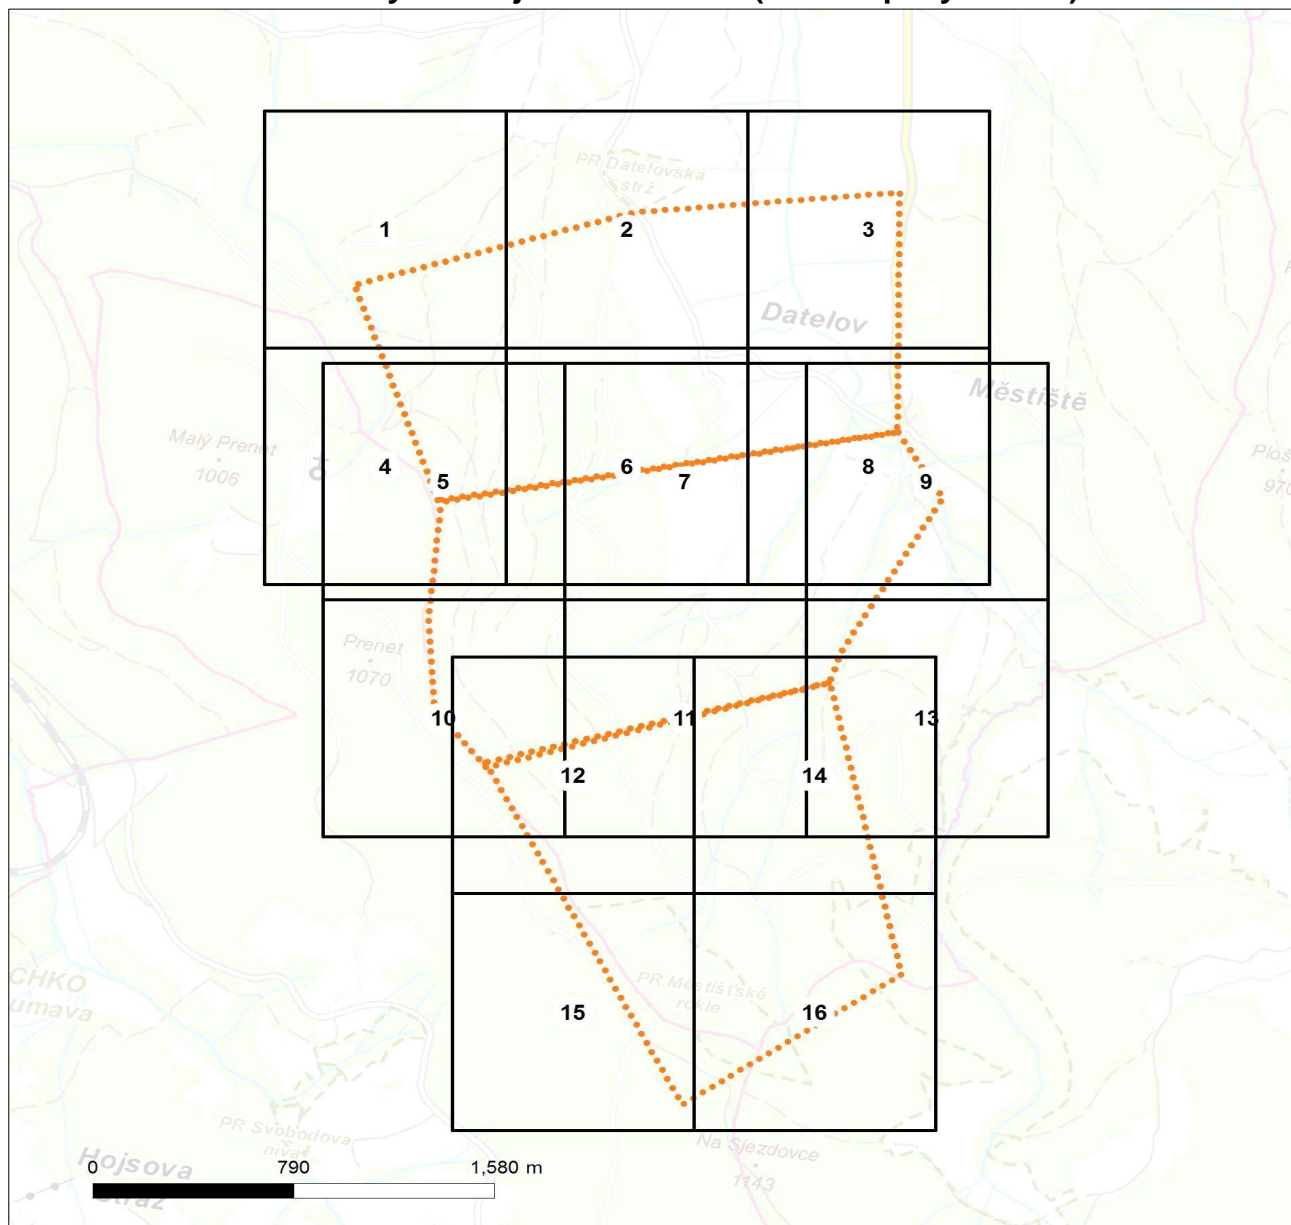 PR Datelovská
strž
1
2
3
Datelov
Městiště
Malý Prenet
1006
4
5
6
7
8
9
970
Prenet
1070
10
11
12
13
14
CHKO
PR Městišťské
rokle
15
16
PR Svobodova
niva
Na Sjezdovce
1143
Hojsova
Stráž
0 790 1,580 m